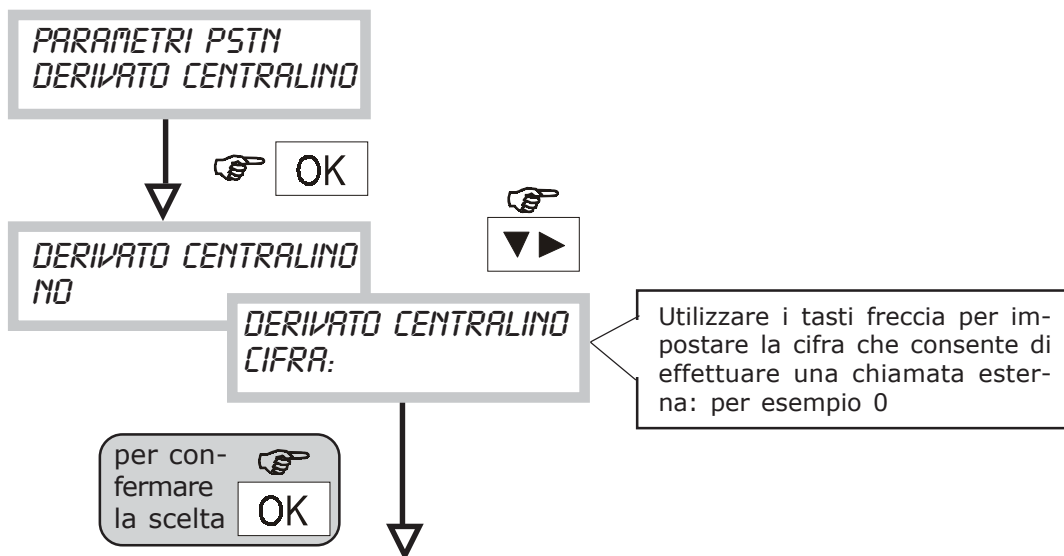 PARAMETRI PSTN
DERIVATO CENTRALINO
OK
DERIVATO CENTRALINO
NO
DERIVATO CENTRALINO
CIFRA:
Utilizzare i tasti freccia per im-
postare la cifra che consente di
effettuare una chiamata ester-
na: per esempio 0
per con-
fermare
la scelta
OK